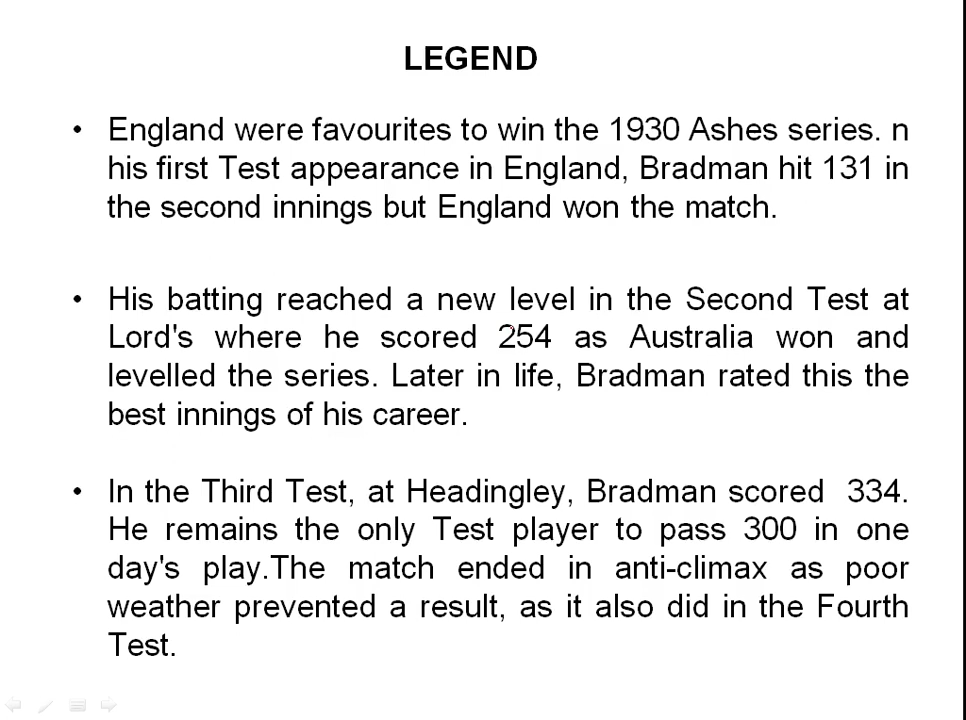 LEGEND
• England were favourites to win the 1930 Ashes series. n
his first Test appearance in England, Bradman hit 131 in
the second innings but England won the match.
• His batting reached a new level in the Second Test at
Lord's where he scored 254 as Australia won and
levelled the series. Later in life, Bradman rated this the
best innings of his career.
• In the Third Test, at Headingley, Bradman scored 334.
He remains the only Test player to pass 300 in one
day's play.The match ended in anti-climax as poor
weather prevented a result, as it also did in the Fourth
Test.